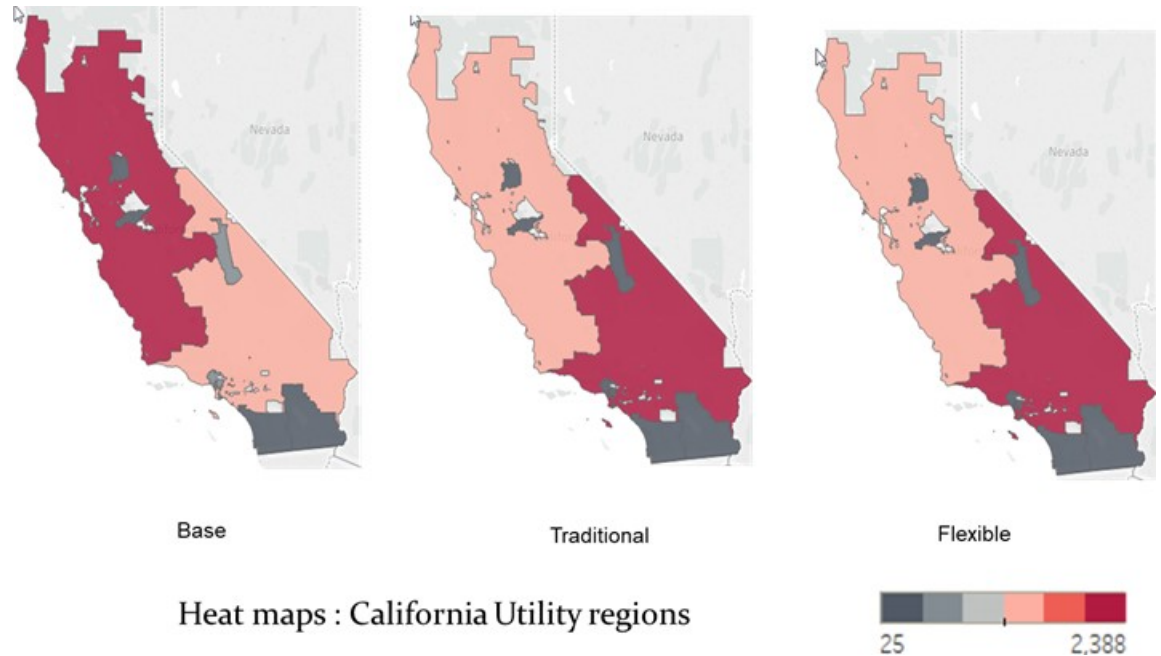 Nevada
Nevada
Nevada
Base
Traditional
Flexible
Heat maps : California Utility regions
25
2,388